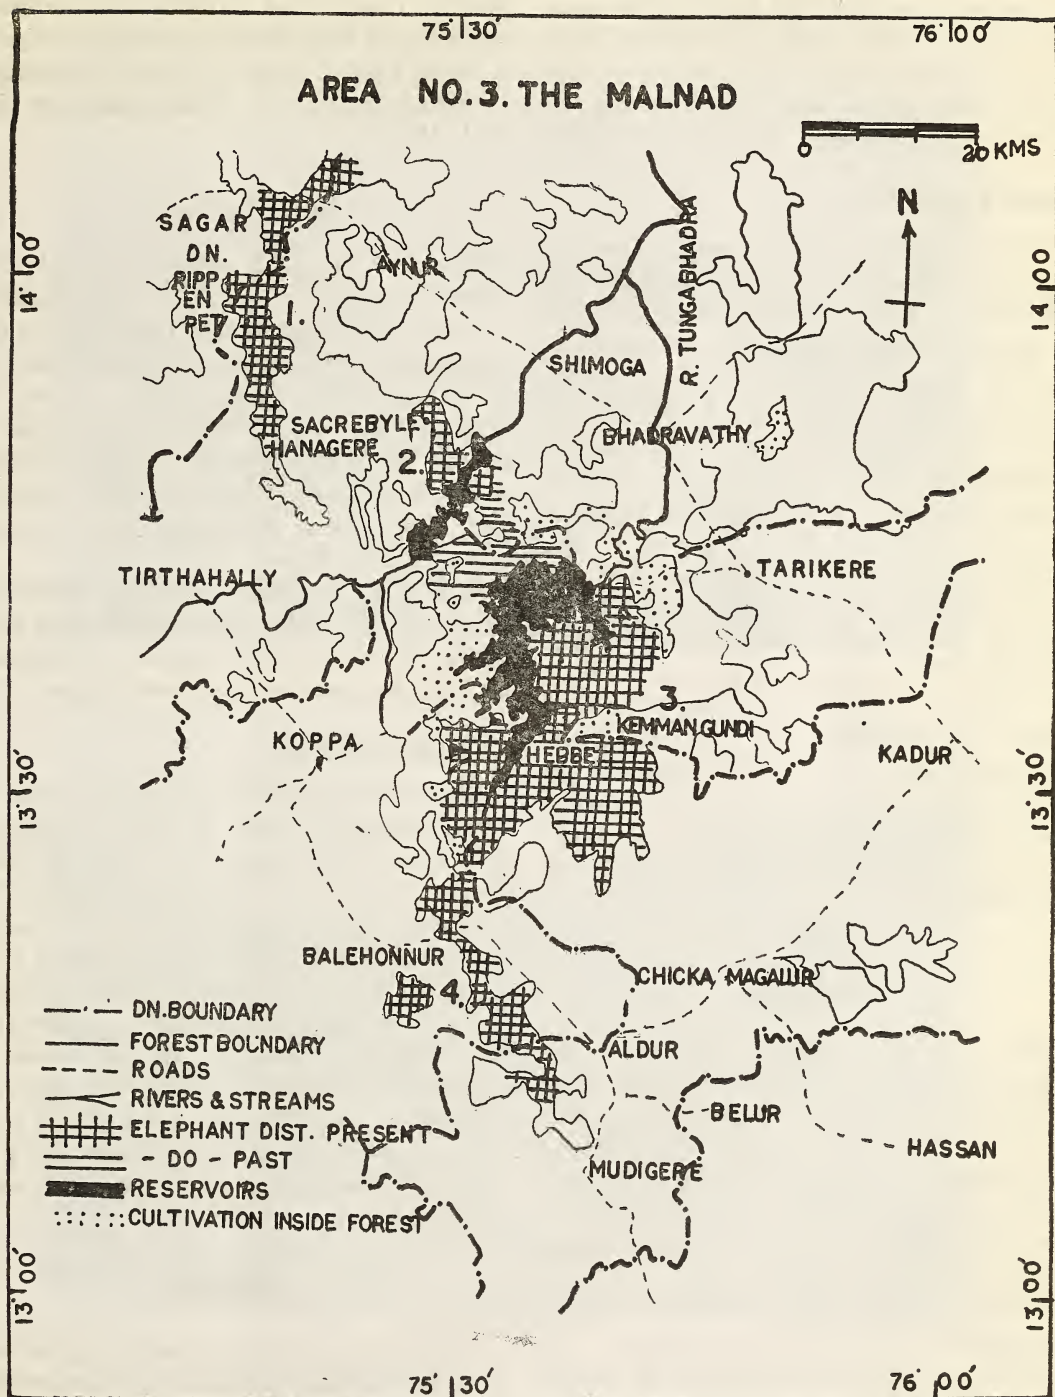 75° 30'
76° 00'
AREA NO. 3. THE MALNAD
0 20 KMS
N
SAGAR
DN.
RIPP
EN
PET
14° 00'
14 00
AYNUR
1.
R. TUNGABHADRA
SHIMOGA
SACREBYLE
HANAGERE
2.
BHADRAVATHY
TIRTHAHALLY
TARIKERE
3
KEMMANGUNDI
KOPPA
HEBBE
KADUR
13° 30'
13° 30
BALEHONNUR
4.
CHICKA MAGALUR
ALDUR
BELUR
HASSAN
MUDIGERE
DN. BOUNDARY
FOREST BOUNDARY
ROADS
RIVERS & STREAMS
ELEPHANT DIST. PRESENT
- DO - PAST
RESERVOIRS
CULTIVATION INSIDE FOREST
13° 00'
13° 00'
75° 30'
76° 00'